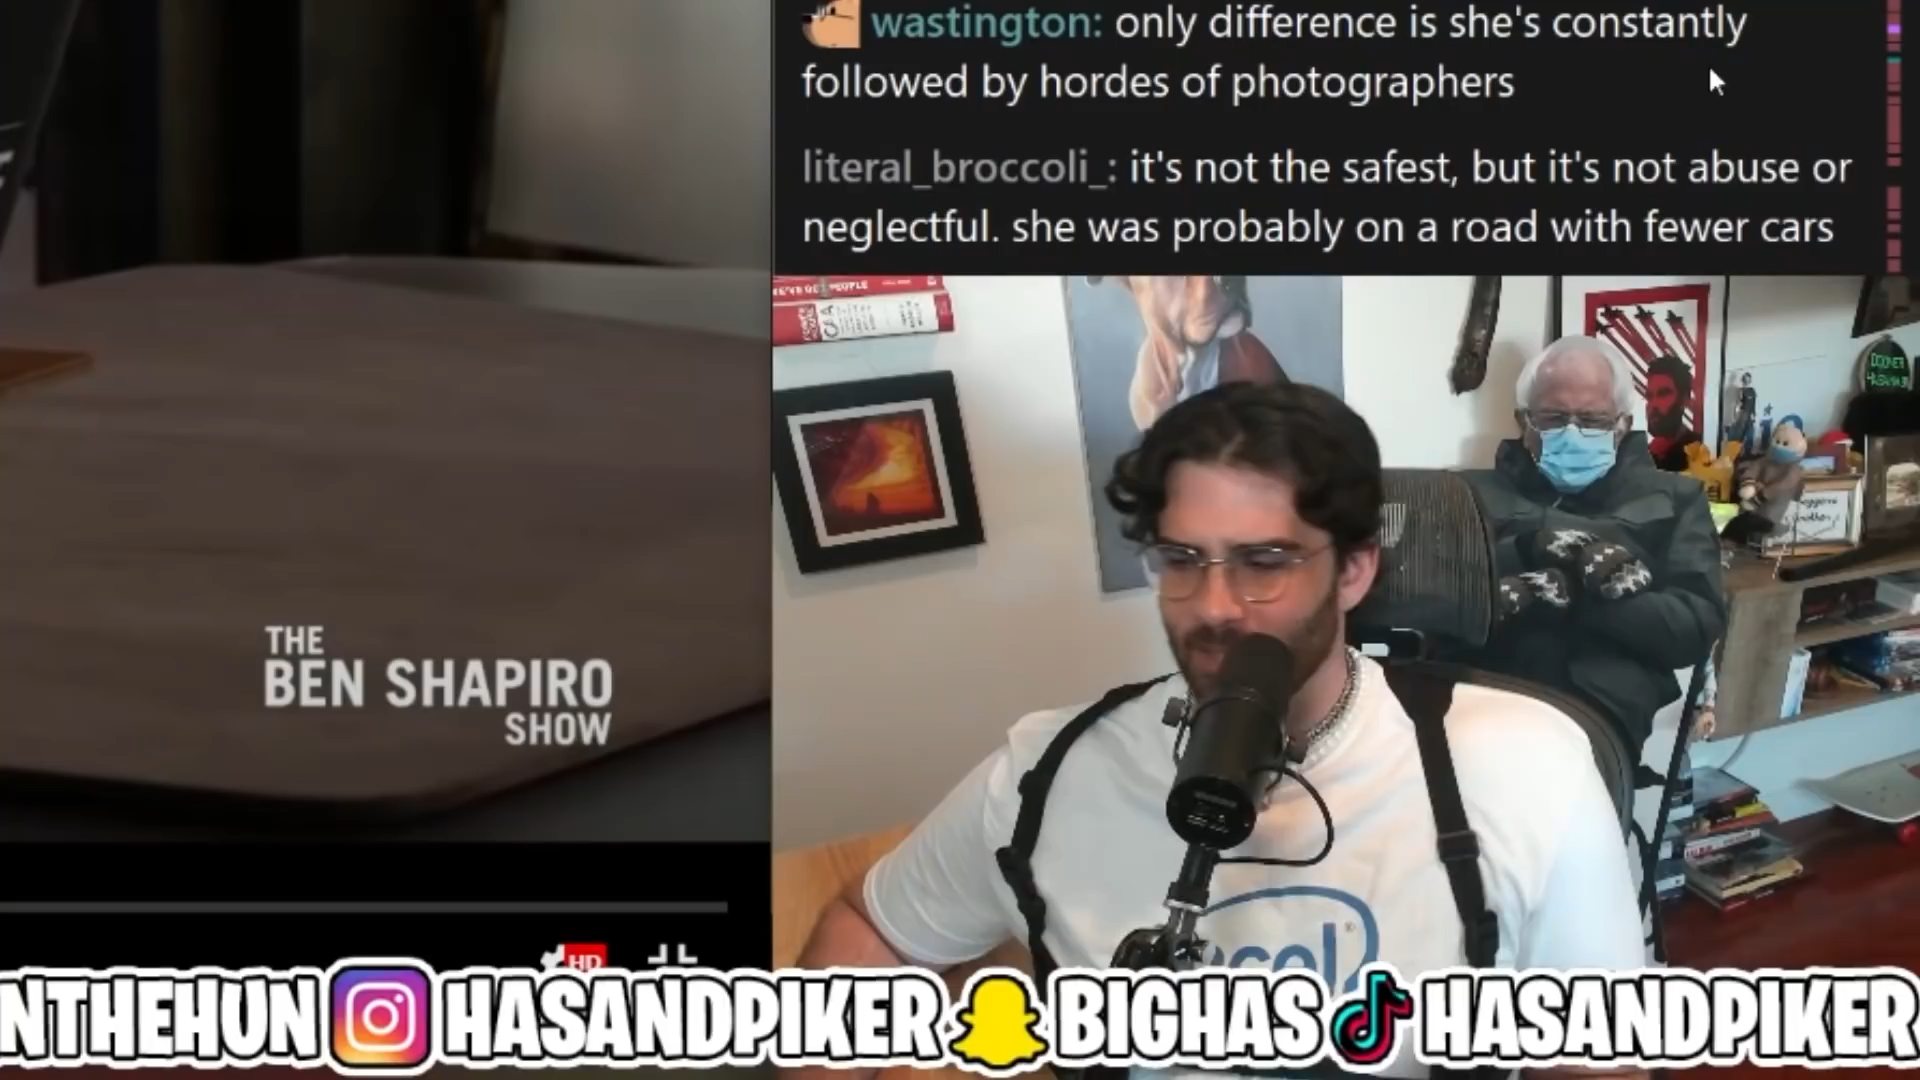 wastington: only difference is she's constantly
followed by hordes of photographers
literal_broccoli_: it's not the safest, but it's not abuse or
neglectful. she was probably on a road with fewer cars
THE
BEN SHAPIRO
SHOW
HD
NTHEHUN HASANDPIKER BIGHAS HASANDPIKER